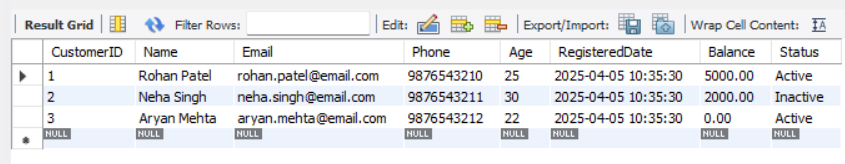 Result Grid Filter Rows: Edit: Export/Import: Wrap Cell Content: IA
CustomerID Name Email Phone Age RegisteredDate Balance Status
1 Rohan Patel rohan.patel@email.com 9876543210 25 2025-04-05 10:35:30 5000.00 Active
2 Neha Singh neha.singh@email.com 9876543211 30 2025-04-05 10:35:30 2000.00 Inactive
3 Aryan Mehta aryan.mehta@email.com 9876543212 22 2025-04-05 10:35:30 0.00 Active
NULL NULL NULL NULL NULL NULL NULL NULL